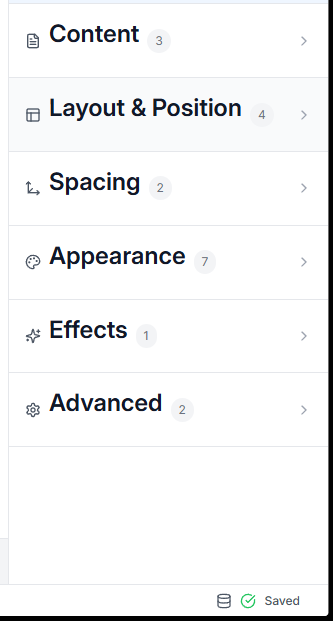 Content 3
Layout & Position 4
Spacing 2
Appearance 7
Effects 1
Advanced 2
Saved